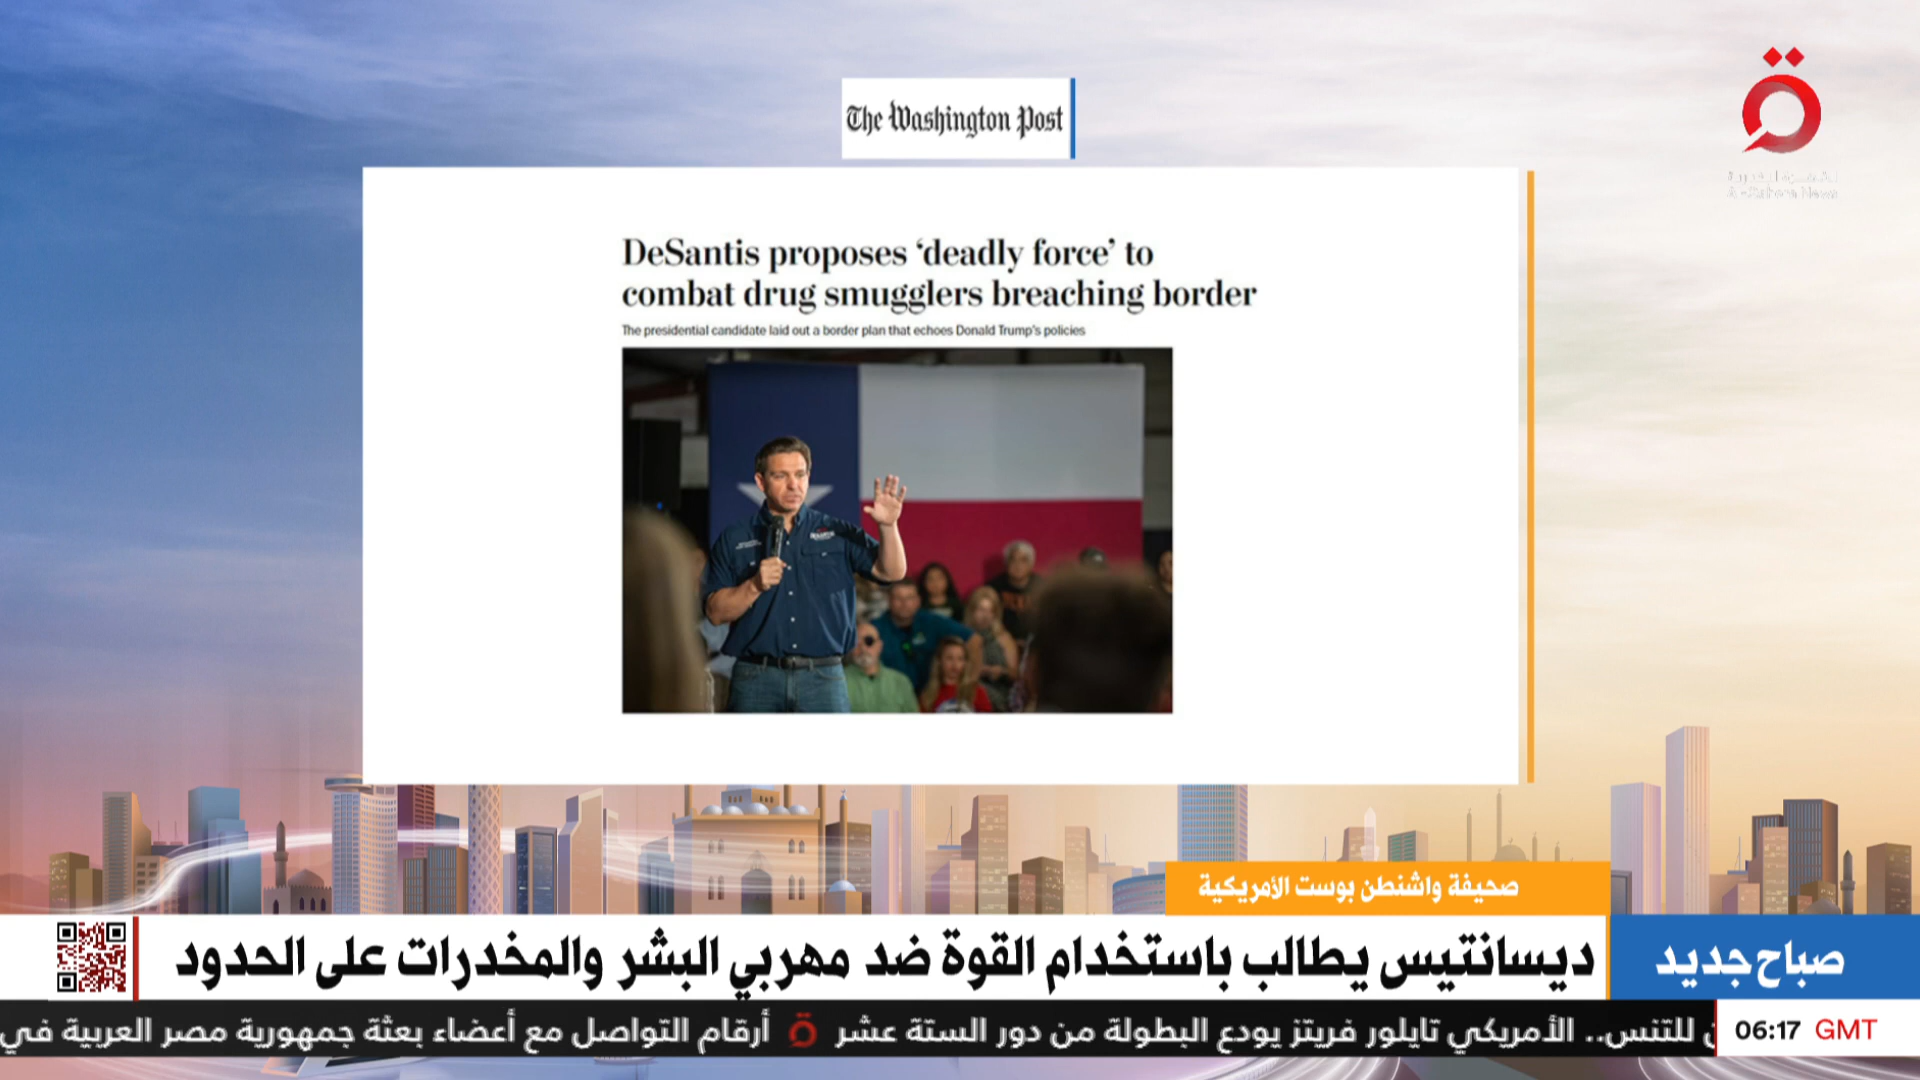 The Washington Post
DeSantis proposes ‘deadly force’ to
combat drug smugglers breaching border
The presidential candidate laid out a border plan that echoes Donald Trump's policies
صحيفة واشنطن بوست الأمريكية
ديسانتيس يطالب باستخدام القوة ضد مهربي البشر والمخدرات على الحدود
صباح جديد
للتنس.. الأمريكي تايلور فريتز يودع البطولة من دور الستة عشر
أرقام التواصل مع أعضاء بعثة جمهورية مصر العربية في
06:17 GMT